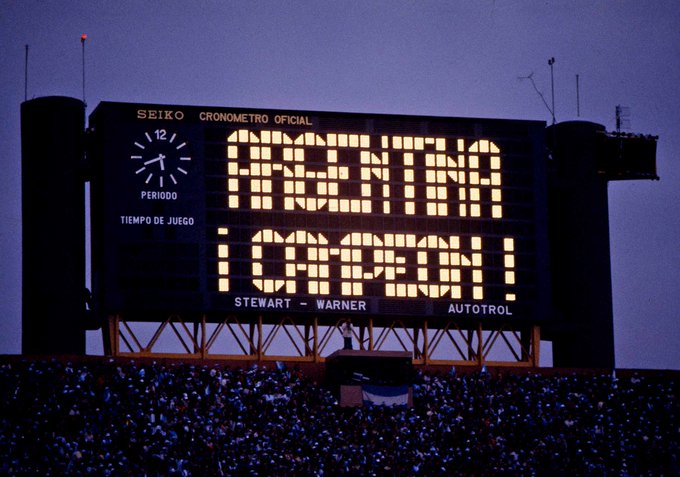 SEIKO CRONOMETRO OFICIAL
12
PERIODO
TIEMPO DE JUEGO
ARGENTINA
¡CAMPEON!
STEWART - WARNER
AUTOTROL